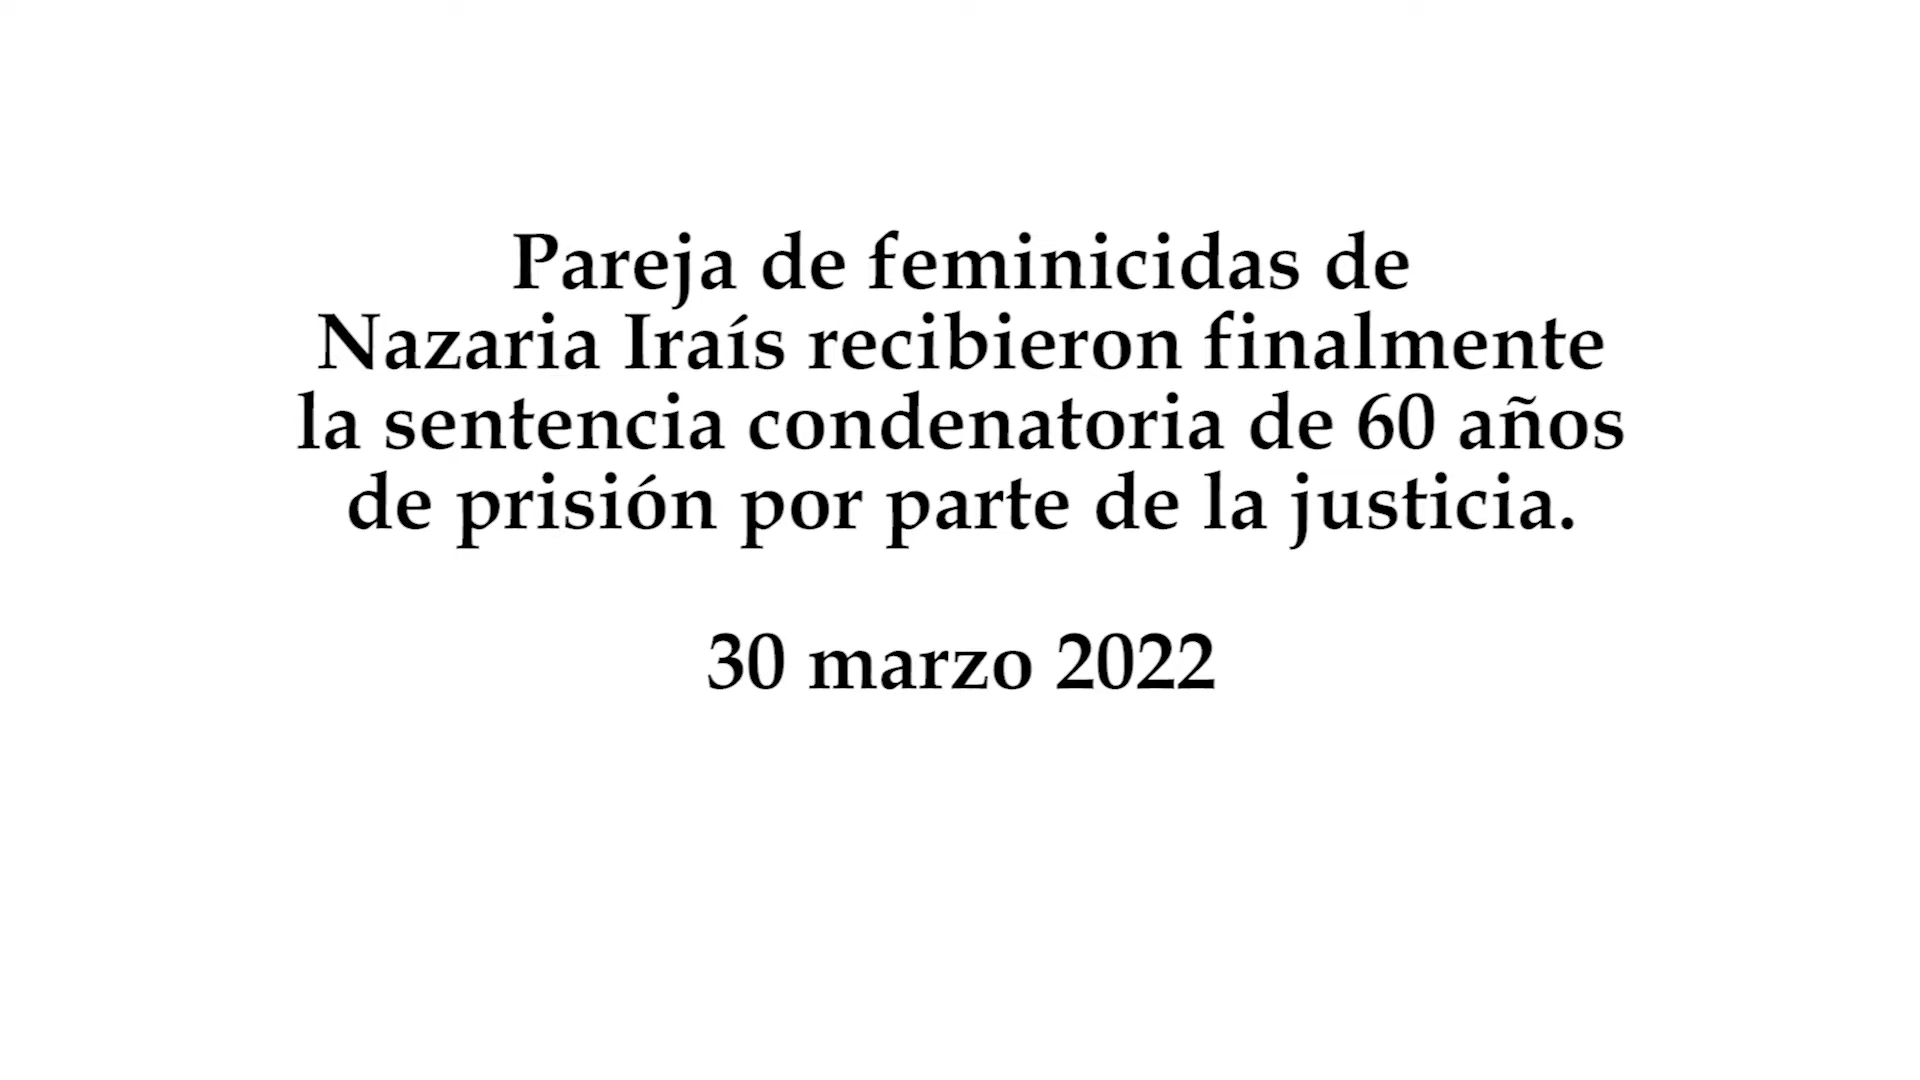 Pareja de feminicidas de
Nazaria Iraís recibieron finalmente
la sentencia condenatoria de 60 años
de prisión por parte de la justicia.
30 marzo 2022